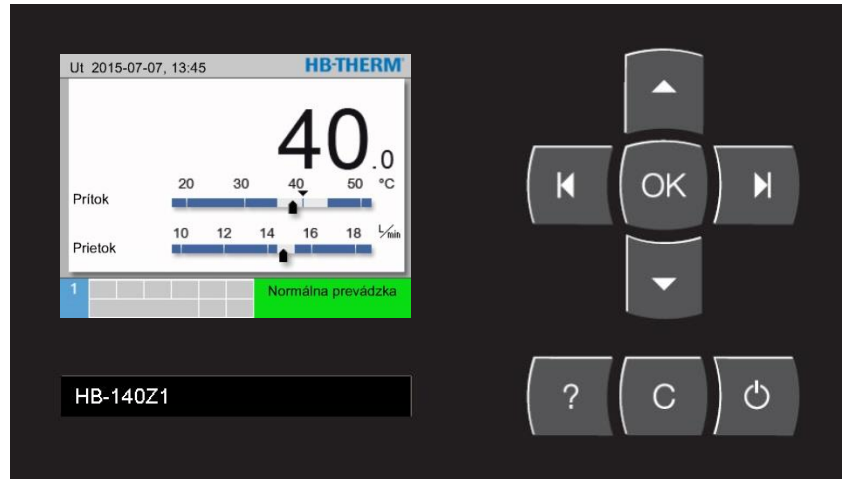 Ut 2015-07-07, 13:45 HB-THERM®
40.0
20 30 40 50 °C
Prítok
10 12 14 16 18 L/min
Prietok
1 Normálna prevádzka
OK
HB-140Z1
? C